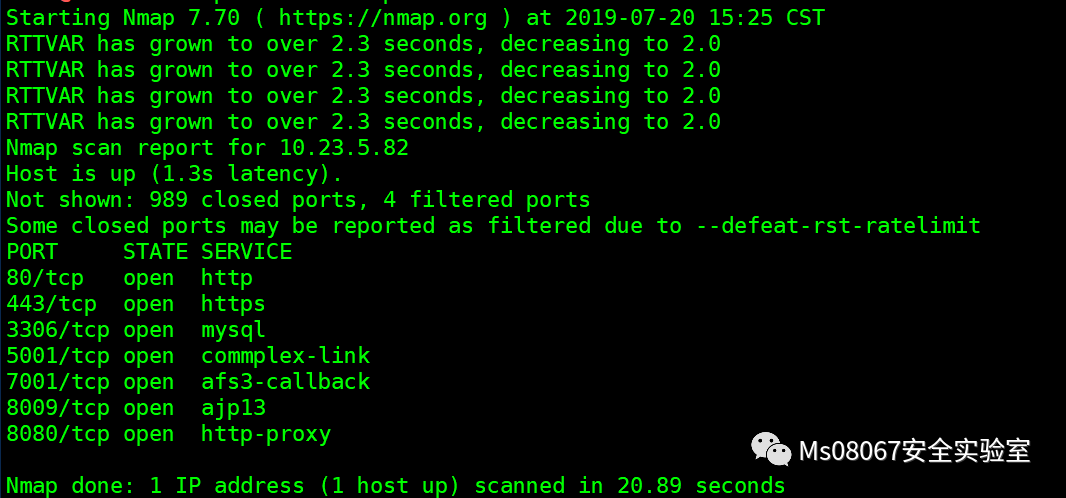 Starting Nmap 7.70 ( https://nmap.org ) at 2019-07-20 15:25 CST
RTTVAR has grown to over 2.3 seconds, decreasing to 2.0
RTTVAR has grown to over 2.3 seconds, decreasing to 2.0
RTTVAR has grown to over 2.3 seconds, decreasing to 2.0
RTTVAR has grown to over 2.3 seconds, decreasing to 2.0
Nmap scan report for 10.23.5.82
Host is up (1.3s latency).
Not shown: 989 closed ports, 4 filtered ports
Some closed ports may be reported as filtered due to --defeat-rst-ratelimit
PORT     STATE SERVICE
80/tcp   open  http
443/tcp  open  https
3306/tcp open  mysql
5001/tcp open  commplex-link
7001/tcp open  afs3-callback
8009/tcp open  ajp13
8080/tcp open  http-proxy
Ms08067安全实验室
Nmap done: 1 IP address (1 host up) scanned in 20.89 seconds